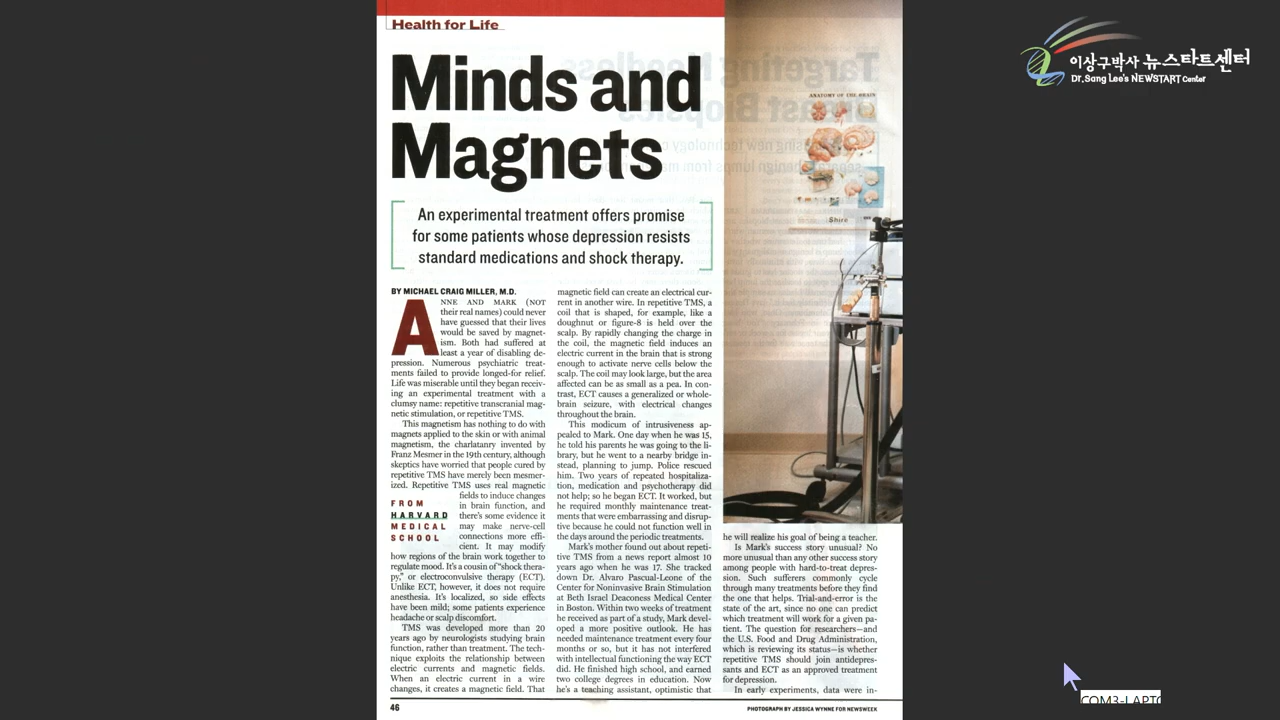 Health for Life
Minds and
Magnets
An experimental treatment offers promise
for some patients whose depression resists
standard medications and shock therapy.
BY MICHAEL CRAIG MILLER, M.D.
ANNE AND MARK (NOT
their real names) could never
have guessed that their lives
would be saved by magnet-
ism. Both had suffered at
least a year of disabling de-
pression. Numerous psychiatric treat-
ments failed to provide longed-for relief.
Life was miserable until they began receiv-
ing an experimental treatment with a
clumsy name: repetitive transcranial mag-
netic stimulation, or repetitive TMS.
This magnetism has nothing to do with
magnets applied to the skin or with animal
magnetism, the charlatanry invented by
Franz Mesmer in the 19th century, although
skeptics have worried that people cured by
repetitive TMS have merely been mesmer-
ized. Repetitive TMS uses real magnetic
fields to induce changes
in brain function, and
there's some evidence it
may make nerve-cell
connections more effi-
cient. It may modify
FROM
HARVARD
MEDICAL
SCHOOL
how regions of the brain work together to
regulate mood. It's a cousin of "shock thera-
py," or electroconvulsive therapy (ECT).
Unlike ECT, however, it does not require
anesthesia. It's localized, so side effects
have been mild; some patients experience
headache or scalp discomfort.
TMS was developed more than 20
years ago by neurologists studying brain
function, rather than treatment. The tech-
nique exploits the relationship between
electric currents and magnetic fields.
When an electric current in a wire
changes, it creates a magnetic field. That
magnetic field can create an electrical cur-
rent in another wire. In repetitive TMS, a
coil that is shaped, for example, like a
doughnut or figure-8 is held over the
scalp. By rapidly changing the charge in
the coil, the magnetic field induces an
electric current in the brain that is strong
enough to activate nerve cells below the
scalp. The coil may look large, but the area
affected can be as small as a pea. In con-
trast, ECT causes a generalized or whole-
brain seizure, with electrical changes
throughout the brain.
This modicum of intrusiveness ap-
pealed to Mark. One day when he was 15,
he told his parents he was going to the li-
brary, but he went to a nearby bridge in-
stead, planning to jump. Police rescued
him. Two years of repeated hospitaliza-
tion, medication and psychotherapy did
not help; so he began ECT. It worked, but
he required monthly maintenance treat-
ments that were embarrassing and disrup-
tive because he could not function well in
the days around the periodic treatments.
Mark's mother found out about repeti-
tive TMS from a news report almost 10
years ago when he was 17. She tracked
down Dr. Alvaro Pascual-Leone of the
Center for Noninvasive Brain Stimulation
at Beth Israel Deaconess Medical Center
in Boston. Within two weeks of treatment
he received as part of a study, Mark devel-
oped a more positive outlook. He has
needed maintenance treatment every four
months or so, but it has not interfered
with intellectual functioning the way ECT
did. He finished high school, and earned
two college degrees in education. Now
he's a teaching assistant, optimistic that
he will realize his goal of being a teacher.
Is Mark's success story unusual? No
more unusual than any other success story
among people with hard-to-treat depres-
sion. Such sufferers commonly cycle
through many treatments before they find
the one that helps. Trial-and-error is the
state of the art, since no one can predict
which treatment will work for a given pa-
tient. The question for researchers—and
the U.S. Food and Drug Administration,
which is reviewing its status—is whether
repetitive TMS should join antidepres-
sants and ECT as an approved treatment
for depression.
In early experiments, data were in-
46
PHOTOGRAPH BY JESSICA WYNNE FOR NEWSWEEK
ANATOMY OF THE BRAIN
Shire
이상구박사 뉴스타트센터
Dr. Sang Lee's NEWSTART Center
COM3-LAPTO